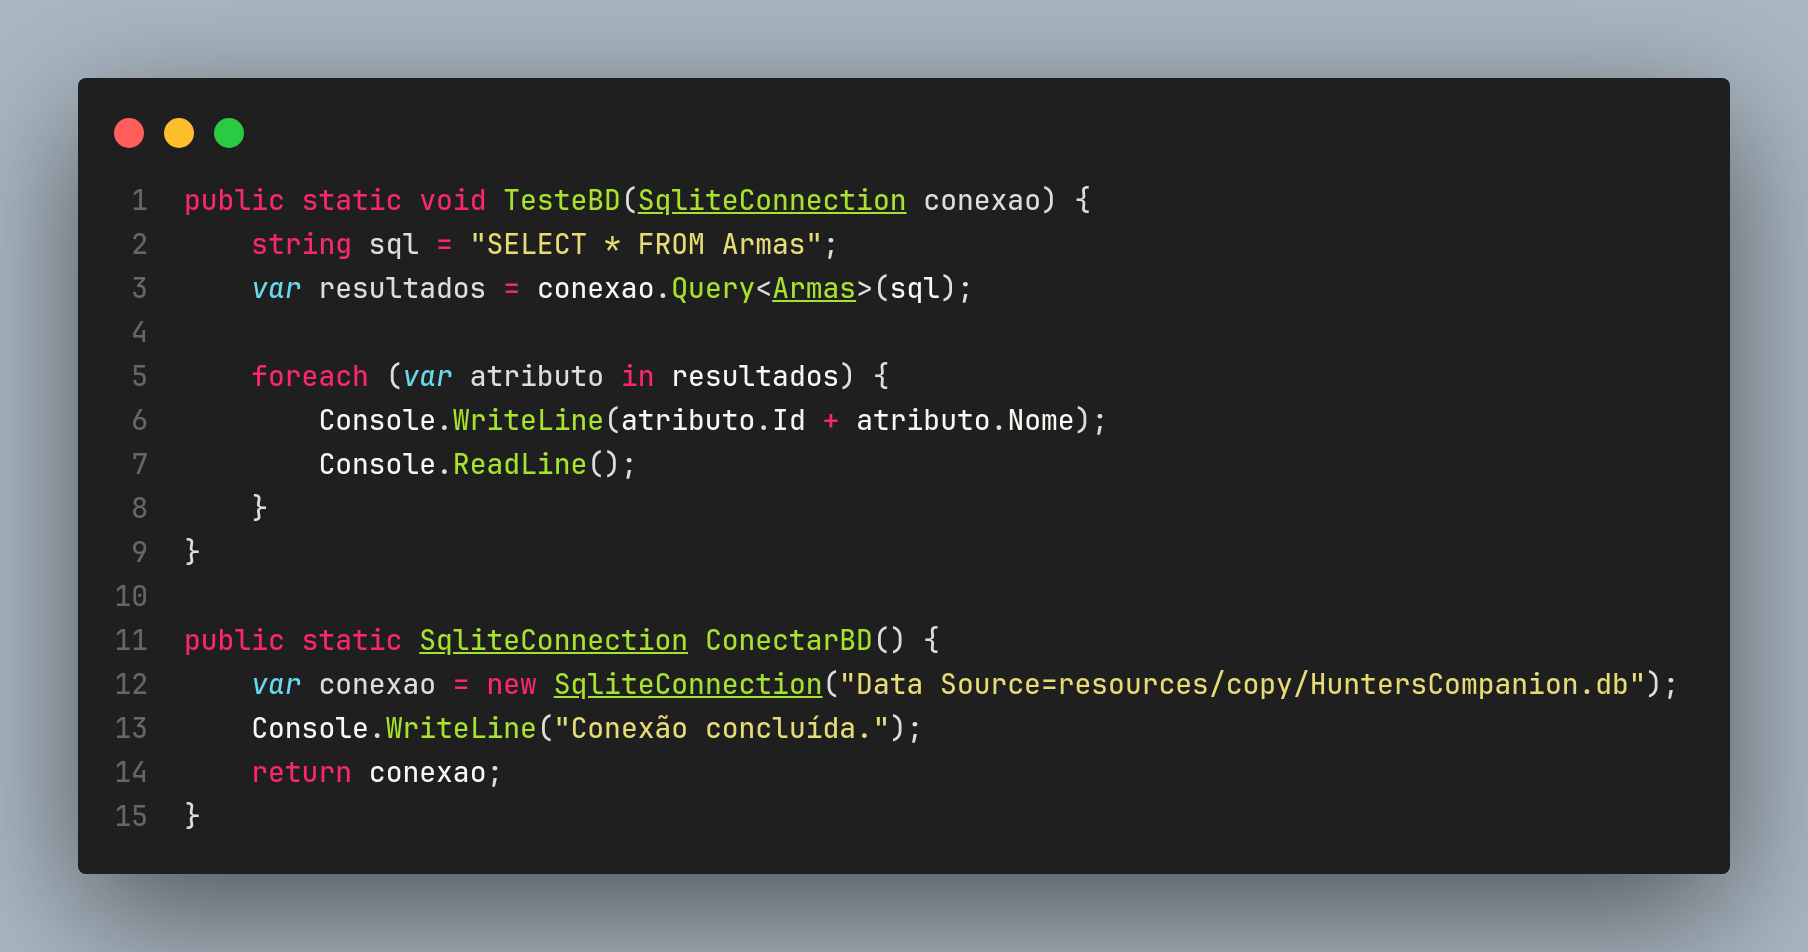 1 public static void TesteBD(SqliteConnection conexao) {
2     string sql = "SELECT * FROM Armas";
3     var resultados = conexao.Query<Armas>(sql);
4
5     foreach (var atributo in resultados) {
6         Console.WriteLine(atributo.Id + atributo.Nome);
7         Console.ReadLine();
8     }
9 }
10
11 public static SqliteConnection ConectarBD() {
12     var conexao = new SqliteConnection("Data Source=resources/copy/HuntersCompanion.db");
13     Console.WriteLine("Conexão concluída.");
14     return conexao;
15 }